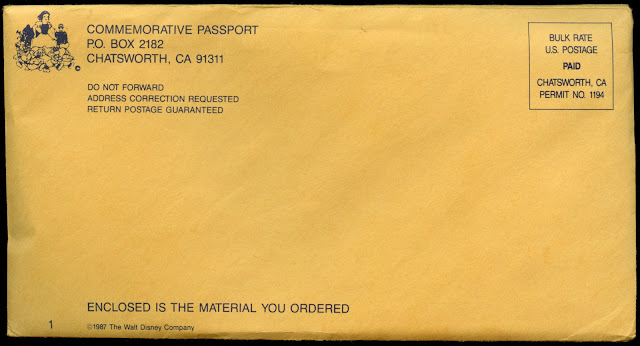 COMMEMORATIVE PASSPORT
P.O. BOX 2182
CHATSWORTH, CA 91311
DO NOT FORWARD
ADDRESS CORRECTION REQUESTED
RETURN POSTAGE GUARANTEED
BULK RATE
U.S. POSTAGE
PAID
CHATSWORTH, CA
PERMIT NO. 1194
©
ENCLOSED IS THE MATERIAL YOU ORDERED
1
©1987 The Walt Disney Company